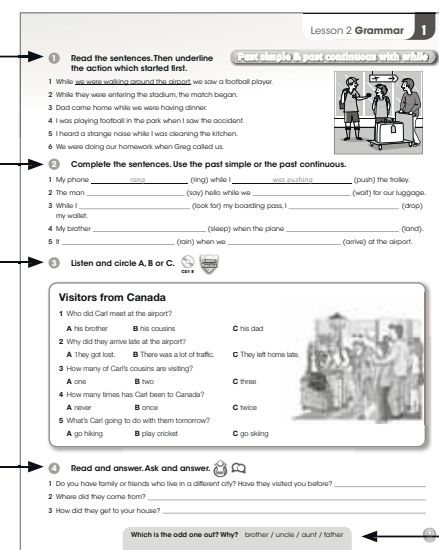 Lesson 2 Grammar 1
1 Read the sentences. Then underline
the action which started first.
Past simple & past continuous with while
1 While we were walking around the airport, we saw a football player.
2 While they were entering the stadium, the match began.
3 Dad came home while we were having dinner.
4 I was playing football in the park when I saw the accident.
5 I heard a strange noise while I was cleaning the kitchen.
6 We were doing our homework when Greg called us.
2 Complete the sentences. Use the past simple or the past continuous.
1 My phone rang (ring) while I was pushing (push) the trolley.
2 The man (say) hello while we (wait) for our luggage.
3 While I (look for) my boarding pass, I (drop)
my wallet.
4 My brother (sleep) when the plane (land).
5 It (rain) when we (arrive) at the airport.
3 Listen and circle A, B or C.
Visitors from Canada
1 Who did Carl meet at the airport?
A his brother B his cousins C his dad
2 Why did they arrive late at the airport?
A They got lost. B There was a lot of traffic. C They left home late.
3 How many of Carl's cousins are visiting?
A one B two C three
4 How many times has Carl been to Canada?
A never B once C twice
5 What's Carl going to do with them tomorrow?
A go hiking B play cricket C go skiing
4 Read and answer. Ask and answer.
1 Do you have family or friends who live in a different city? Have they visited you before?
2 Where did they come from?
3 How did they get to your house?
Which is the odd one out? Why? brother / uncle / aunt / father